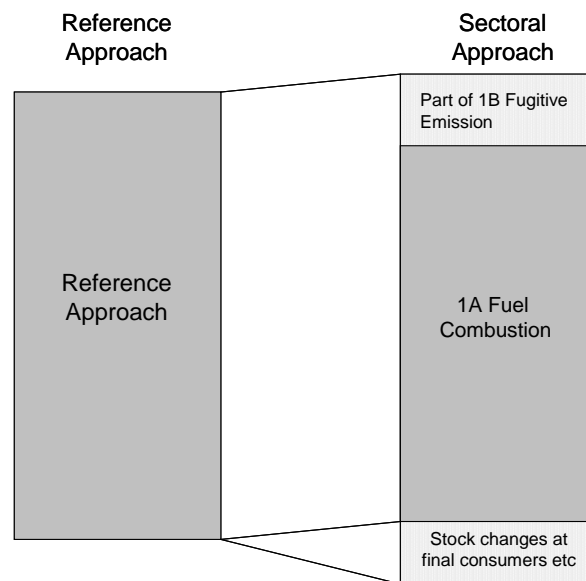 Reference
Approach
Sectoral
Approach
Part of 1B Fugitive
Emission
Reference
Approach
1A Fuel
Combustion
Stock changes at
final consumers etc